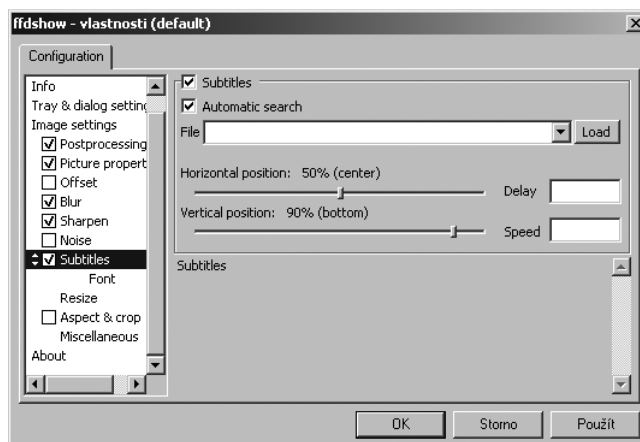 ffdshow - vlastnosti (default)
Configuration
Info
Tray & dialog setting
Image settings
Postprocessing
Picture propert
Offset
Blur
Sharpen
Noise
Subtitles
Font
Resize
Aspect & crop
Miscellaneous
About
Subtitles
Automatic search
File
Load
Horizontal position: 50% (center)
Delay
Vertical position: 90% (bottom)
Speed
Subtitles
OK
Storno
Použít